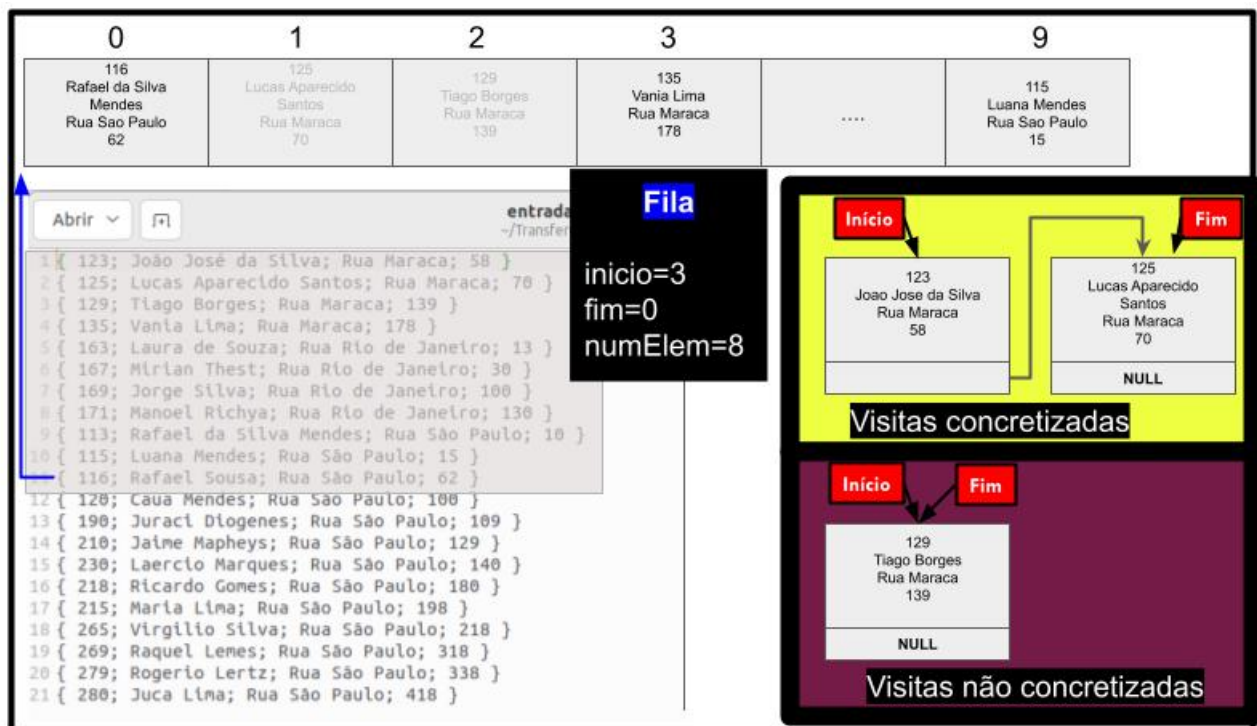 0
1
2
3
9
116
Rafael da Silva
Mendes
Rua Sao Paulo
62
125
Lucas Aparecido
Santos
Rua Maraca
70
129
Tiago Borges
Rua Maraca
139
135
Vania Lima
Rua Maraca
178
....
115
Luana Mendes
Rua Sao Paulo
15
Abrir
entrada
~/Transfer
1 { 123; João José da Silva; Rua Maraca; 58 }
2 { 125; Lucas Aparecido Santos; Rua Maraca; 70 }
3 { 129; Tiago Borges; Rua Maraca; 139 }
4 { 135; Vania Lima; Rua Maraca; 178 }
5 { 163; Laura de Souza; Rua Rio de Janeiro; 13 }
6 { 167; Mirian Thest; Rua Rio de Janeiro; 30 }
7 { 169; Jorge Silva; Rua Rio de Janeiro; 100 }
8 { 171; Manoel Richya; Rua Rio de Janeiro; 130 }
9 { 113; Rafael da Silva Mendes; Rua São Paulo; 10 }
10 { 115; Luana Mendes; Rua São Paulo; 15 }
{ 116; Rafael Sousa; Rua São Paulo; 62 }
12 { 120; Caua Mendes; Rua São Paulo; 100 }
13 { 190; Juraci Diogenes; Rua São Paulo; 109 }
14 { 210; Jaime Mapheys; Rua São Paulo; 129 }
15 { 230; Laercio Marques; Rua São Paulo; 140 }
16 { 218; Ricardo Gomes; Rua São Paulo; 180 }
17 { 215; Maria Lima; Rua São Paulo; 198 }
18 { 265; Virgilio Silva; Rua São Paulo; 218 }
19 { 269; Raquel Lemes; Rua São Paulo; 318 }
20 { 279; Rogerio Lertz; Rua São Paulo; 338 }
21 { 280; Juca Lima; Rua São Paulo; 418 }
Fila
inicio=3
fim=0
numElem=8
Início
Fim
123
Joao Jose da Silva
Rua Maraca
58
125
Lucas Aparecido
Santos
Rua Maraca
70
NULL
Visitas concretizadas
Início
Fim
129
Tiago Borges
Rua Maraca
139
NULL
Visitas não concretizadas